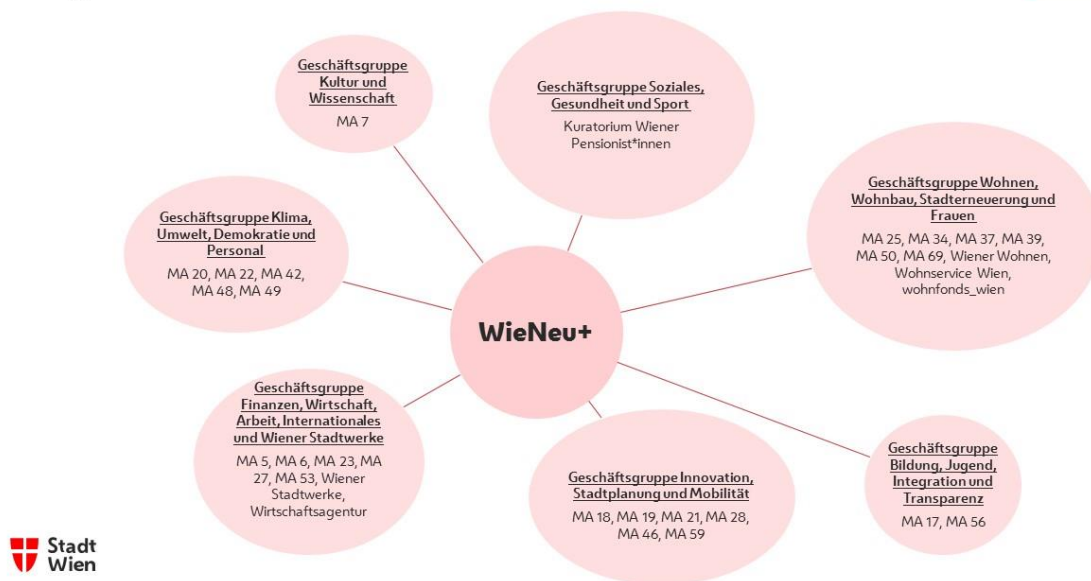 Geschäftsgruppe
Kultur und
Wissenschaft
MA 7
Geschäftsgruppe Soziales,
Gesundheit und Sport
Kuratorium Wiener
Pensionist*innen
Geschäftsgruppe Wohnen,
Wohnbau, Stadterneuerung und
Frauen
MA 25, MA 34, MA 37, MA 39,
MA 50, MA 69, Wiener Wohnen,
Wohnservice Wien,
wohnfonds_wien
Geschäftsgruppe Klima,
Umwelt, Demokratie und
Personal
MA 20, MA 22, MA 42,
MA 48, MA 49
WieNeu+
Geschäftsgruppe
Finanzen, Wirtschaft,
Arbeit, Internationales
und Wiener Stadtwerke
MA 5, MA 6, MA 23, MA
27, MA 53, Wiener
Stadtwerke,
Wirtschaftsagentur
Geschäftsgruppe Innovation,
Stadtplanung und Mobilität
MA 18, MA 19, MA 21, MA 28,
MA 46, MA 59
Geschäftsgruppe
Bildung, Jugend,
Integration und
Transparenz
MA 17, MA 56
Stadt
Wien